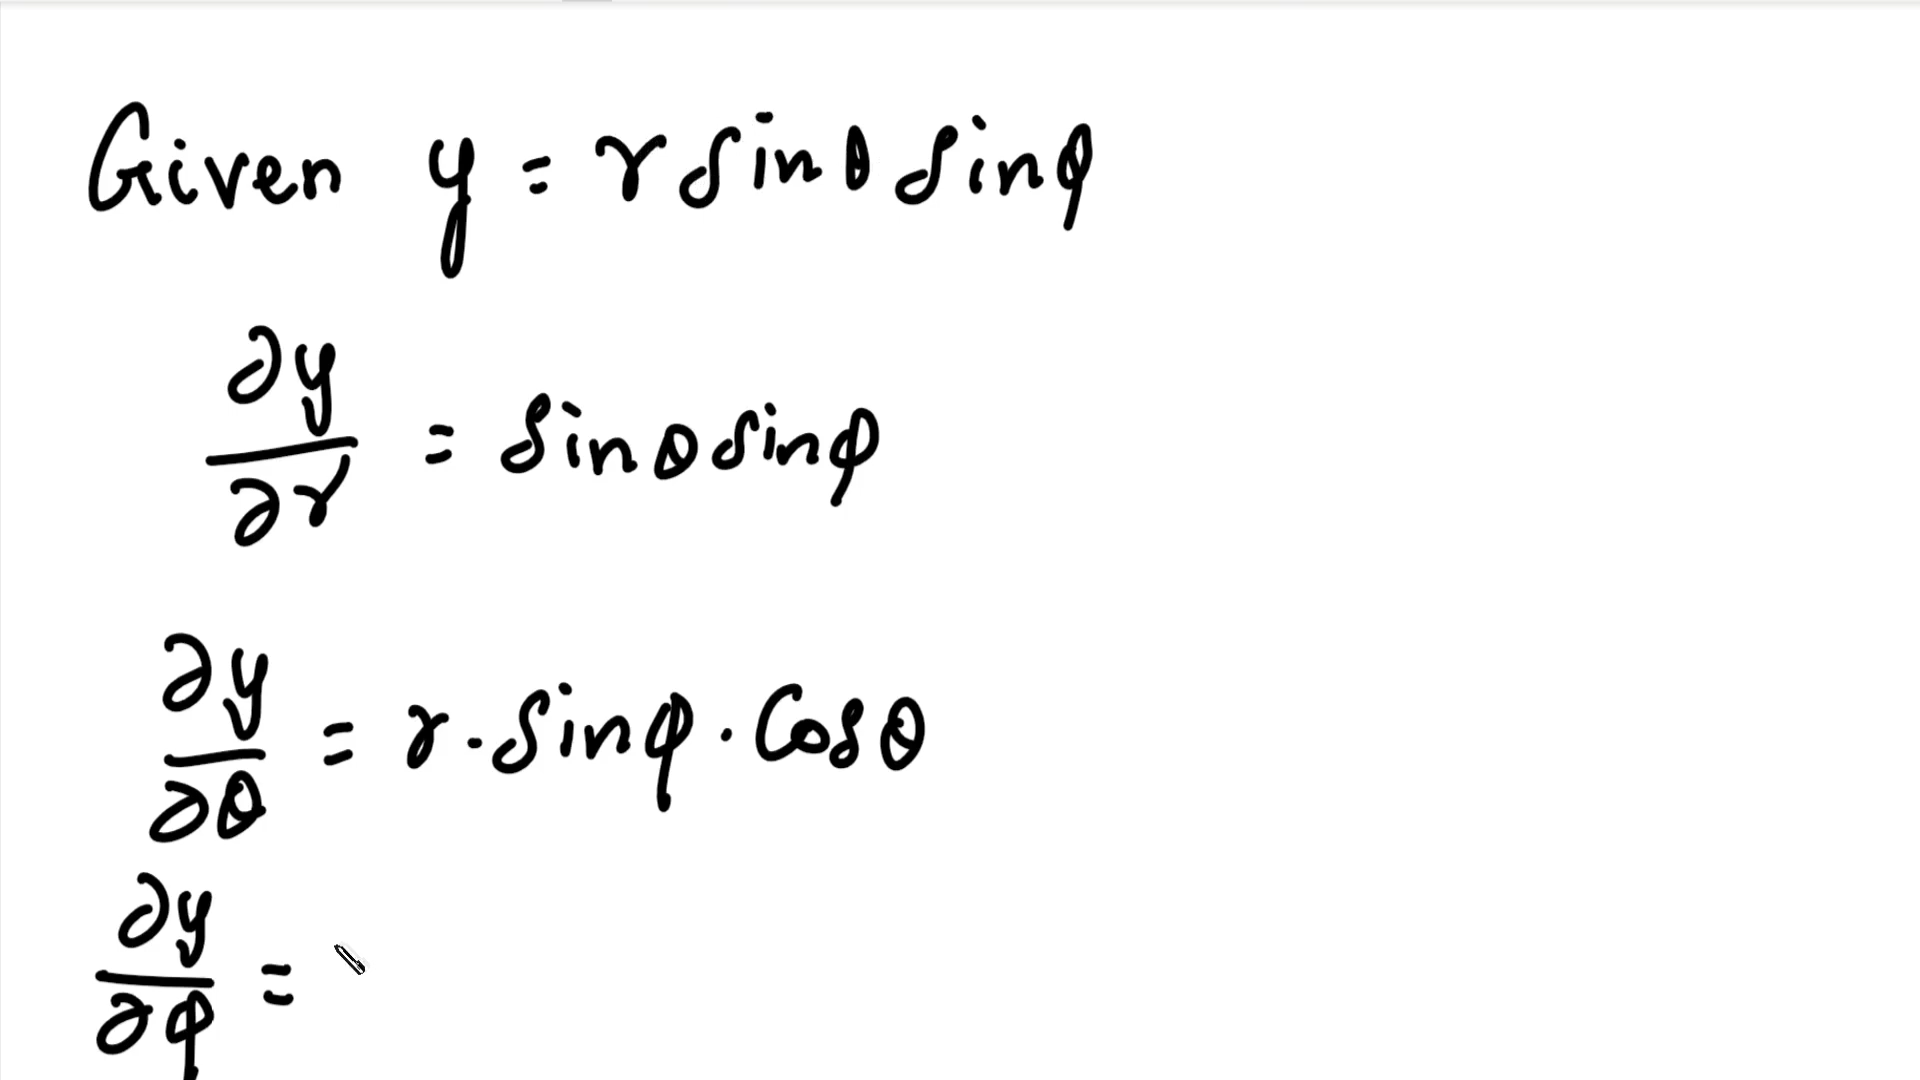 Given y = r sinθ sinφ
∂y/∂r = sinθ sinφ
∂y/∂θ = r · sinφ · Cosθ
∂y/∂φ =